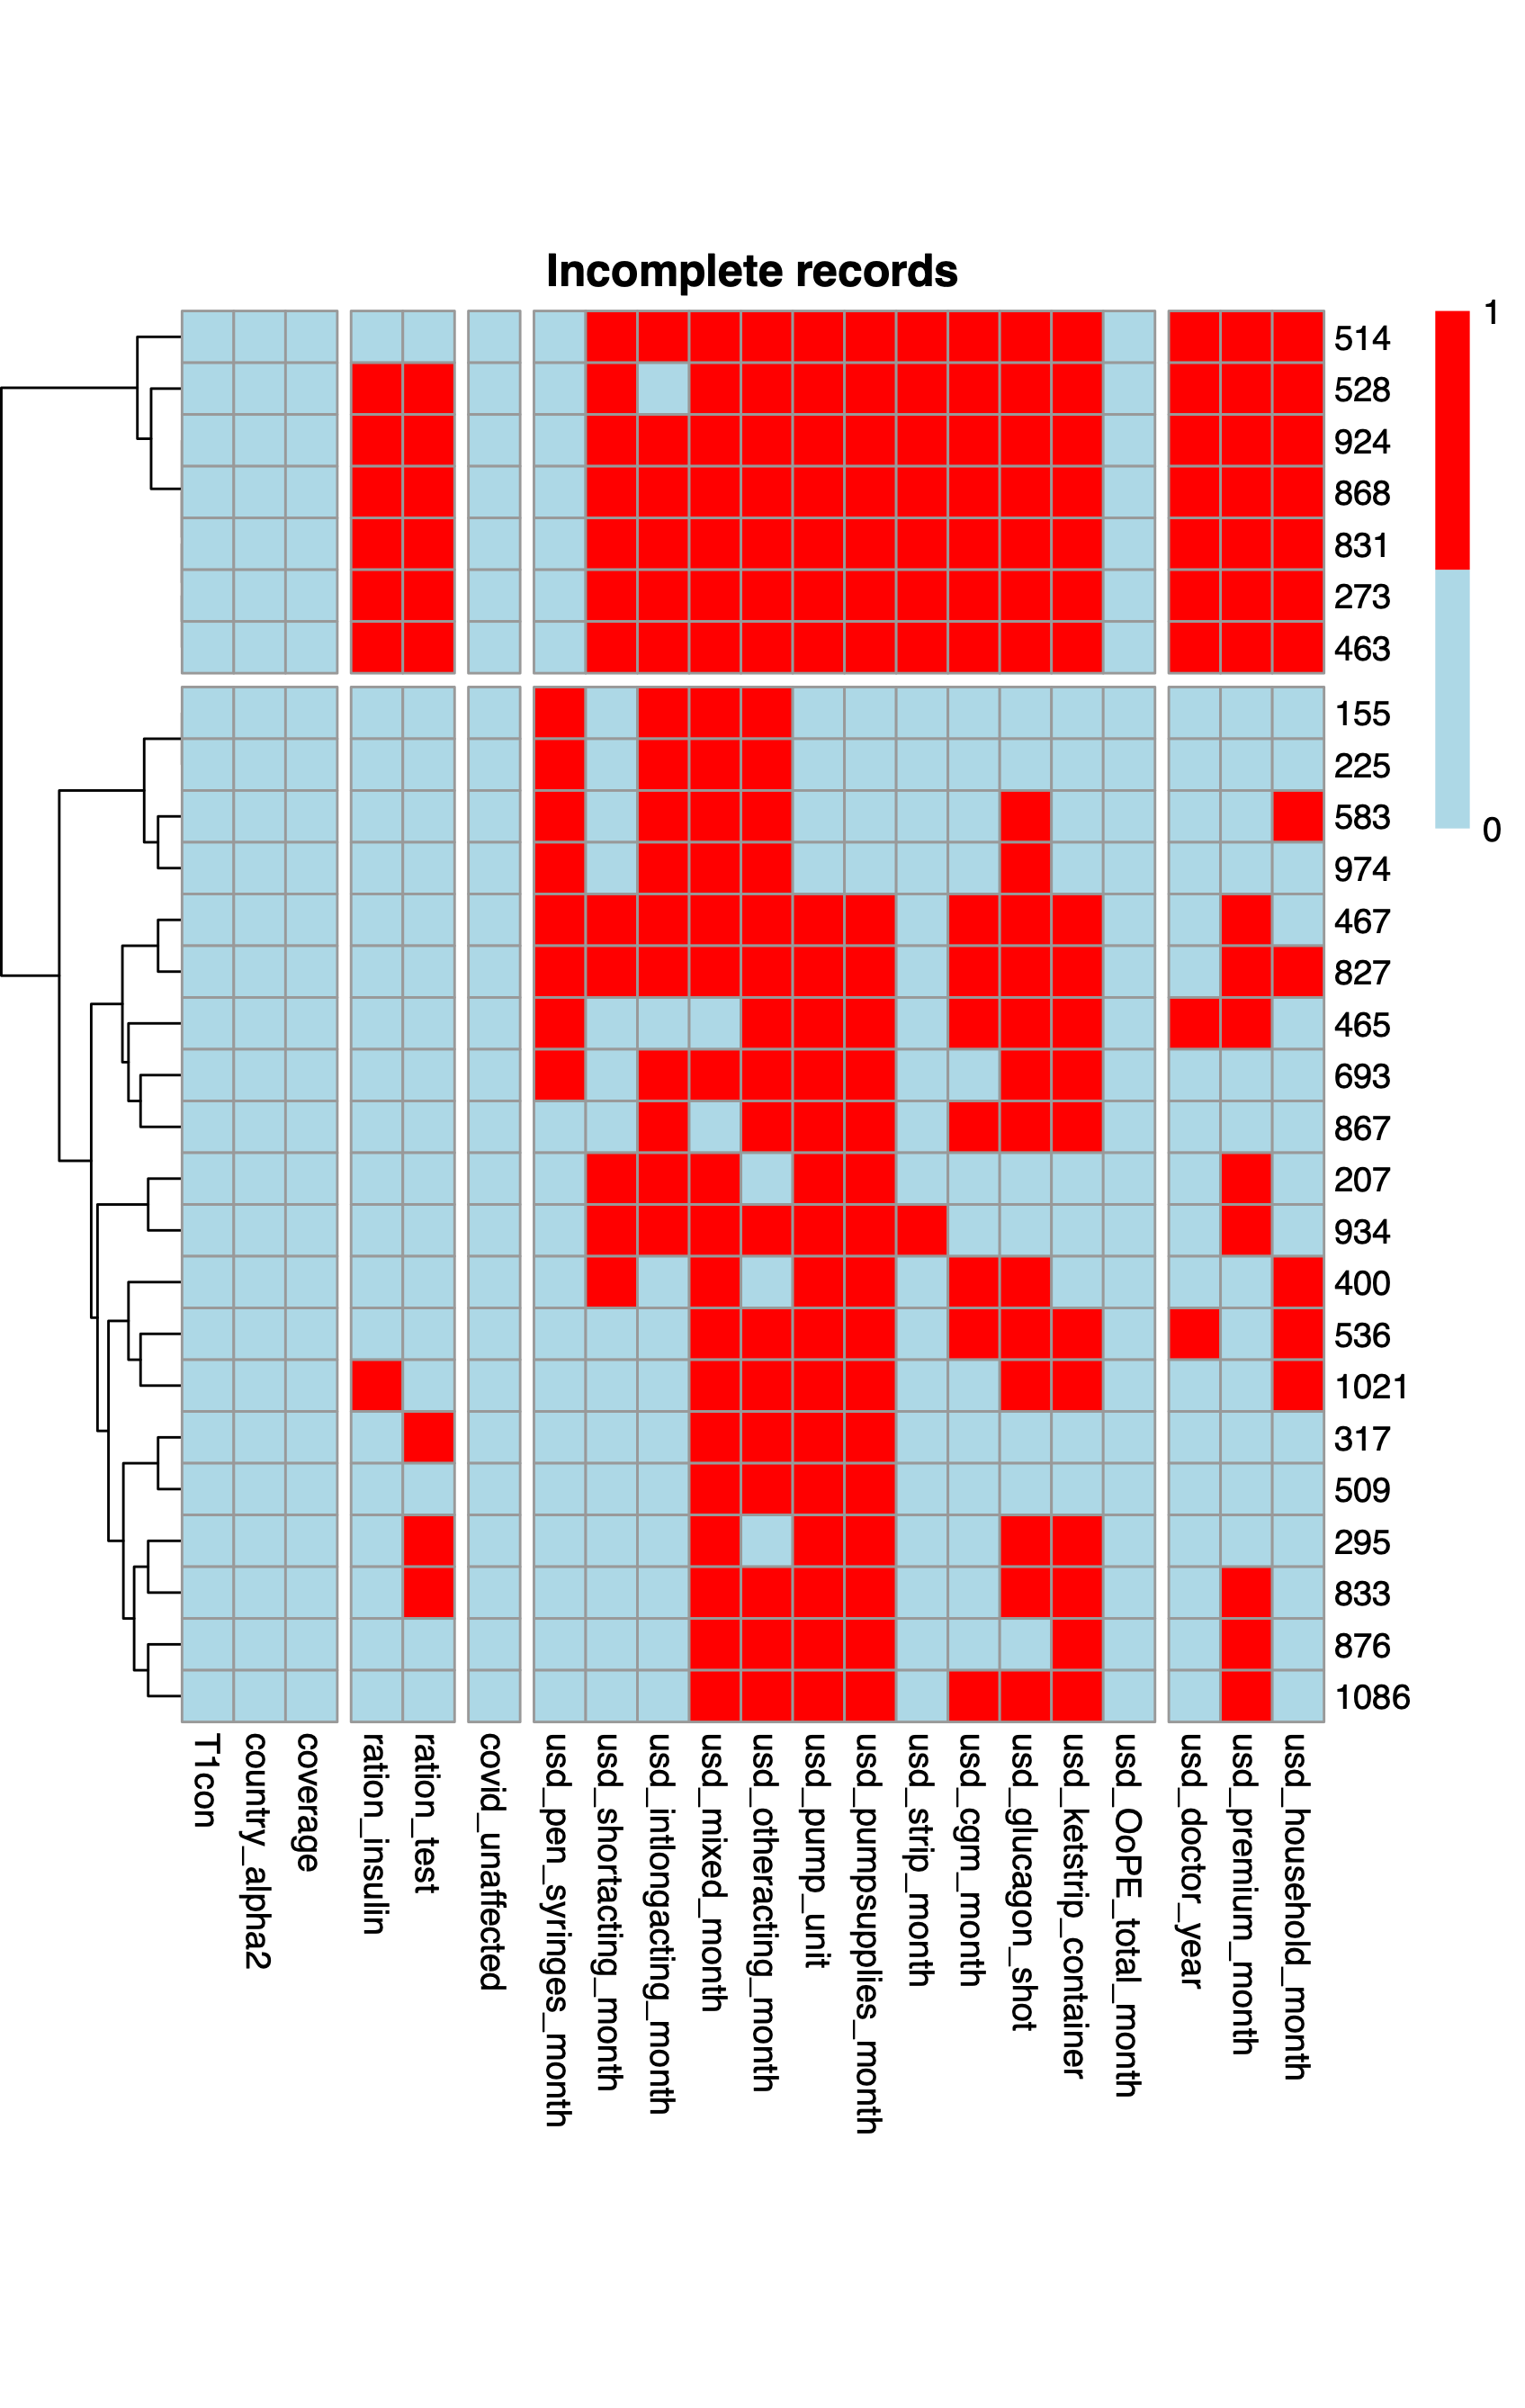 Incomplete records
1
514
528
924
868
831
273
463
155
225
583
0
974
467
827
465
693
867
207
934
400
536
1021
317
509
295
833
876
1086
T1con
country_alpha2
coverage
ration_insulin
ration_test
covid_unaffected
usd_pen_syringes_month
usd_shortacting_month
usd_intlongacting_month
usd_mixed_month
usd_otheracting_month
usd_pump_unit
usd_pumpsupplies_month
usd_strip_month
usd_cgm_month
usd_glucagon_shot
usd_ketstrip_container
usd_OoPE_total_month
usd_doctor_year
usd_premium_month
usd_household_month